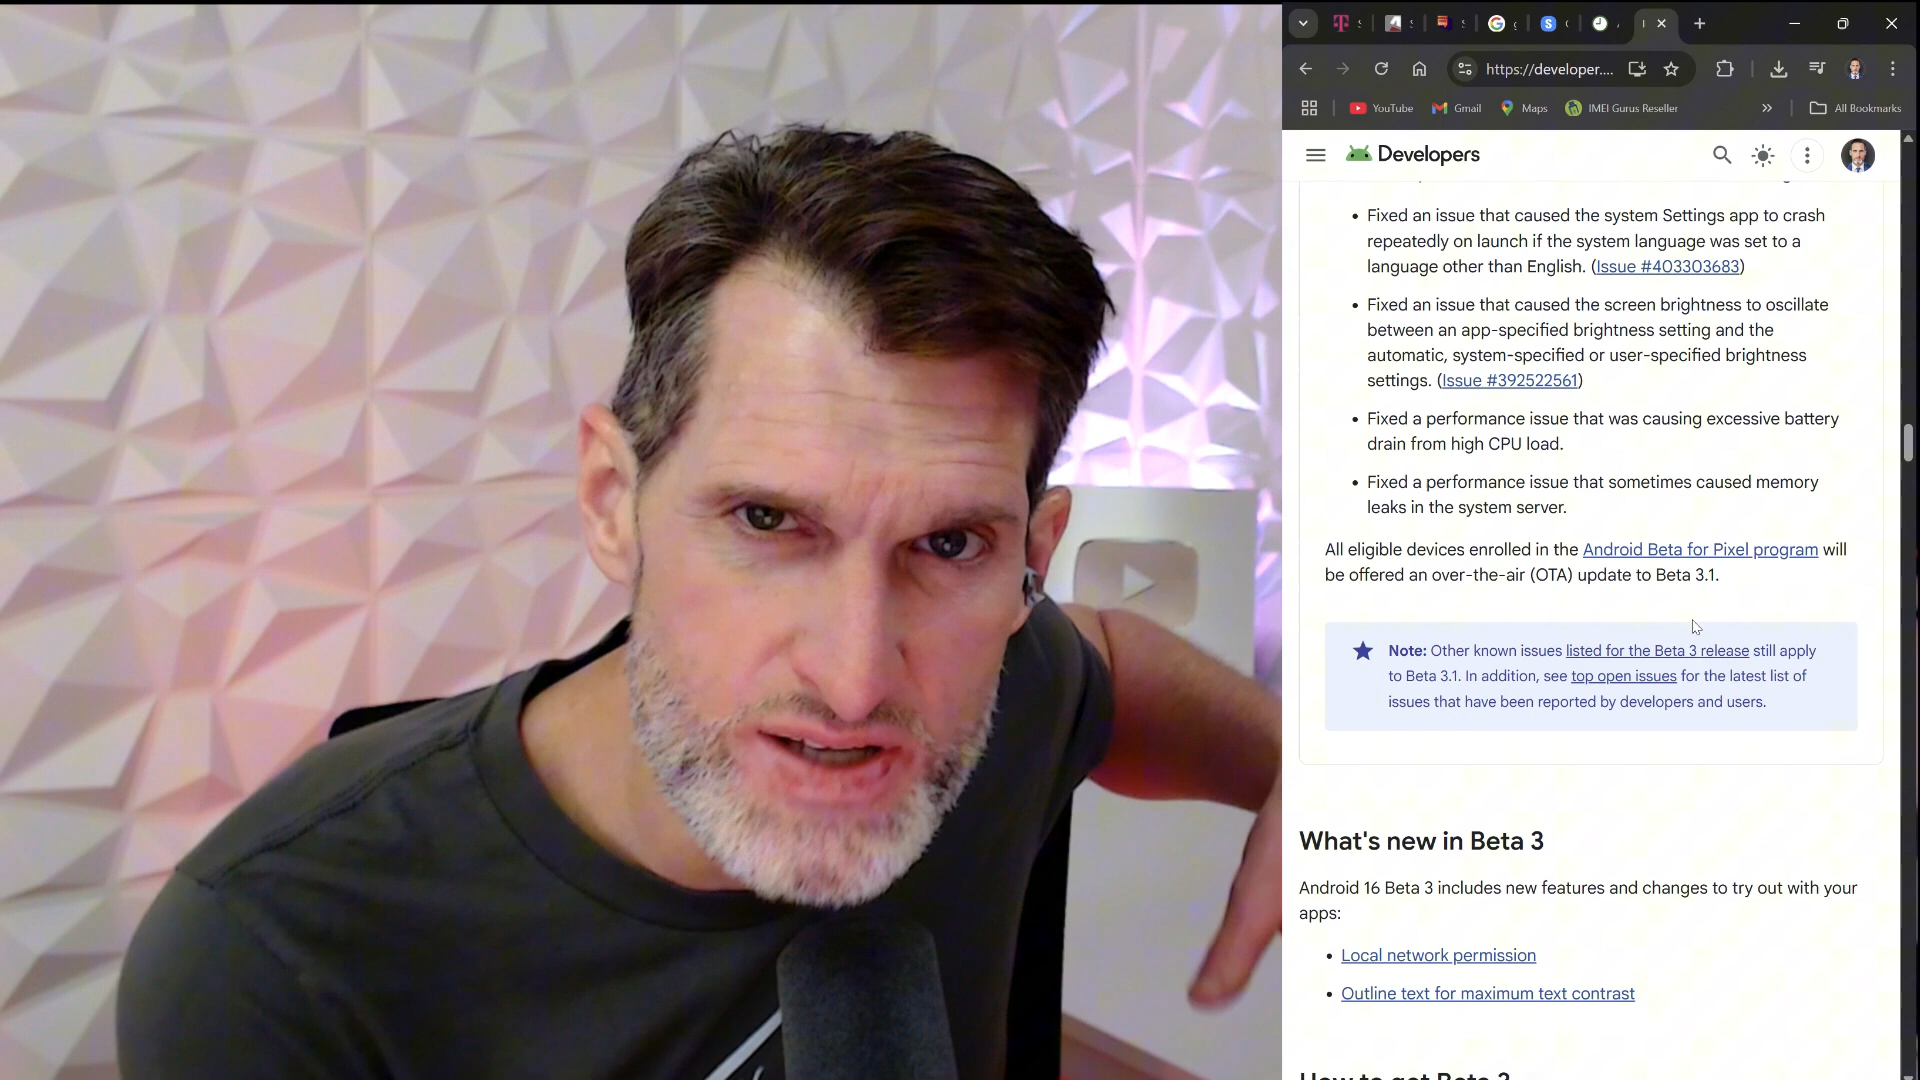 https://developer....
YouTube
Gmail
Maps
IMEI Gurus Reseller
All Bookmarks
Developers
Fixed an issue that caused the system Settings app to crash
repeatedly on launch if the system language was set to a
language other than English. (Issue #403303683)
Fixed an issue that caused the screen brightness to oscillate
between an app-specified brightness setting and the
automatic, system-specified or user-specified brightness
settings. (Issue #392522561)
Fixed a performance issue that was causing excessive battery
drain from high CPU load.
Fixed a performance issue that sometimes caused memory
leaks in the system server.
All eligible devices enrolled in the Android Beta for Pixel program will
be offered an over-the-air (OTA) update to Beta 3.1.
Note: Other known issues listed for the Beta 3 release still apply
to Beta 3.1. In addition, see top open issues for the latest list of
issues that have been reported by developers and users.
What's new in Beta 3
Android 16 Beta 3 includes new features and changes to try out with your
apps:
Local network permission
Outline text for maximum text contrast
How to get Beta 3